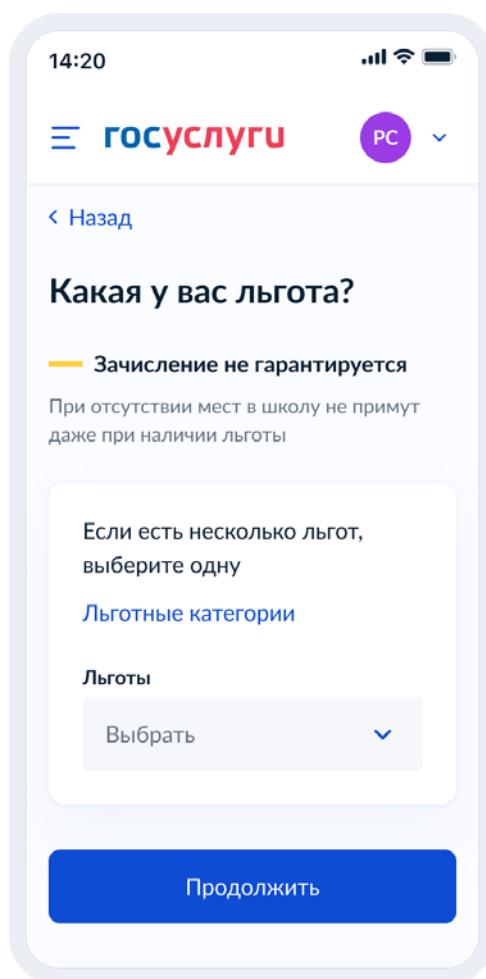 14:20
госуслуги
РС
Назад
Какая у вас льгота?
Зачисление не гарантируется
При отсутствии мест в школу не примут
даже при наличии льготы
Если есть несколько льгот,
выберите одну
Льготные категории
Льготы
Выбрать
Продолжить